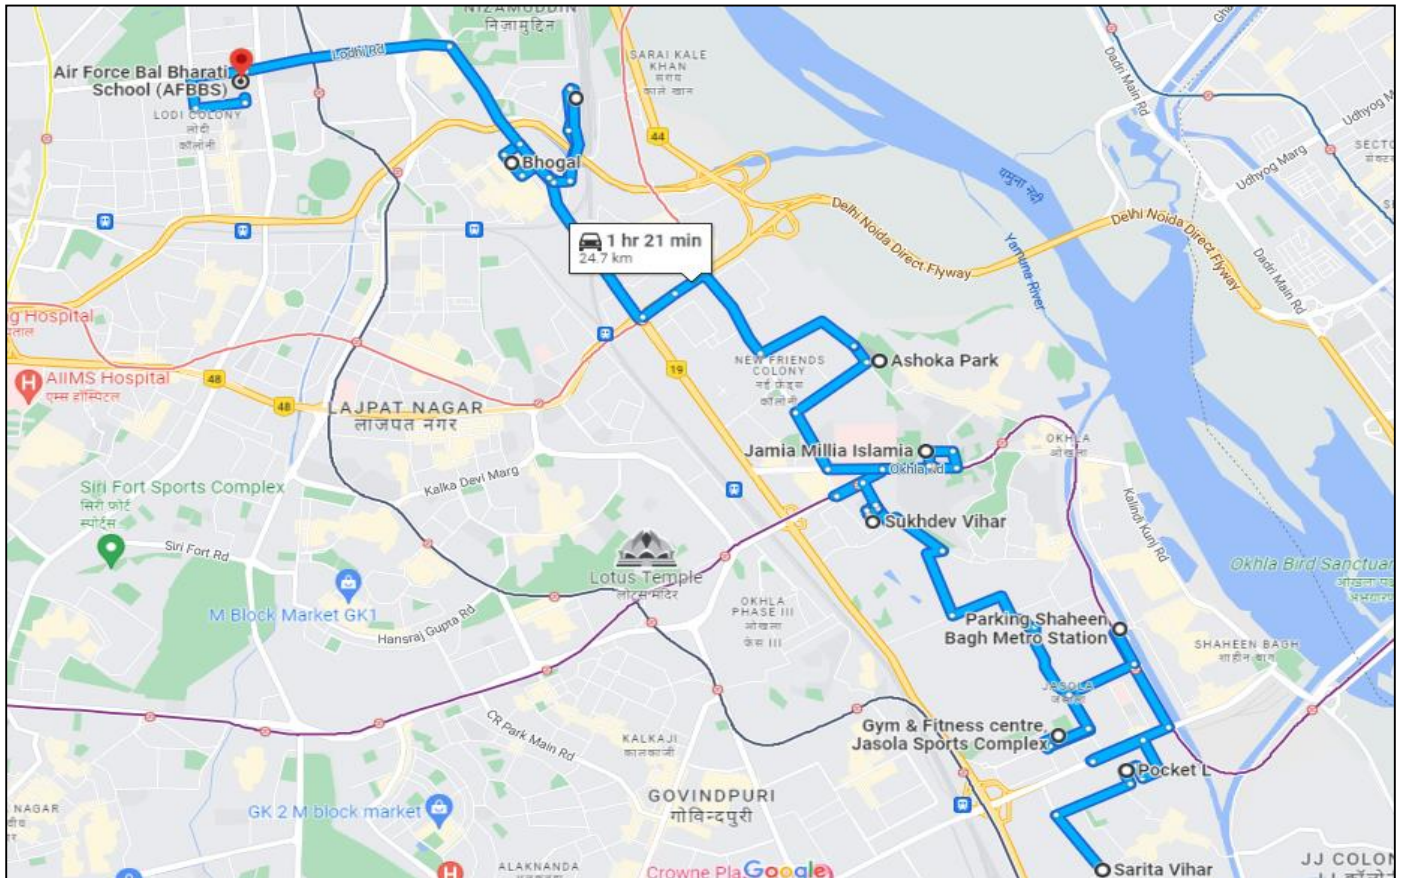 NIZAMUDDIN
निज़ामुद्दिन
Lodhi Rd
SARAI KALE
KHAN
सराय
काले खान
Dadri Main Rd
Udhyog M
Air Force Bal Bharati
School (AFBBS)
LODI COLONY
लोदी
कॉलोनी
44
Bhogal
Udhyog Marg
यमुना नदी
Delhi Noida Direct Flyway
Delhi Noida Direct Flyway
Yamuna River
Dadri Main Rd
1 hr 21 min
24.7 km
g Hospital
AIIMS Hospital
एम्स हॉस्पिटल
48
48
19
NEW FRIENDS
COLONY
नई फ्रेंड्स
कॉलोनी
Ashoka Park
LAJPAT NAGAR
लाजपत नगर
Jamia Millia Islamia
Okhla Rd
OKHLA
ओखला
Kalka Devi Marg
Siri Fort Sports Complex
सिरी फोर्ट
स्पोर्ट्स
Siri Fort Rd
Kalindi Kunj Rd
Sukhdev Vihar
Lotus Temple
लोटस मंदिर
Okhla Bird Sanctuar
M Block Market GK1
Hansraj Gupta Rd
OKHLA
PHASE III
ओखला
फेस III
Parking Shaheen
Bagh Metro Station
SHAHEEN BAGH
शाहीन बाग
JASOLA
जसोला
CR Park Main Rd
KALKAJI
कालकाजी
Gym & Fitness centre,
Jasola Sports Complex
Pocket L
GOVINDPURI
गोविन्दपुरी
NAGAR
GK 2 M block market
ALAKNANDA
Crowne Pla
Google
Sarita Vihar
JJ COLON